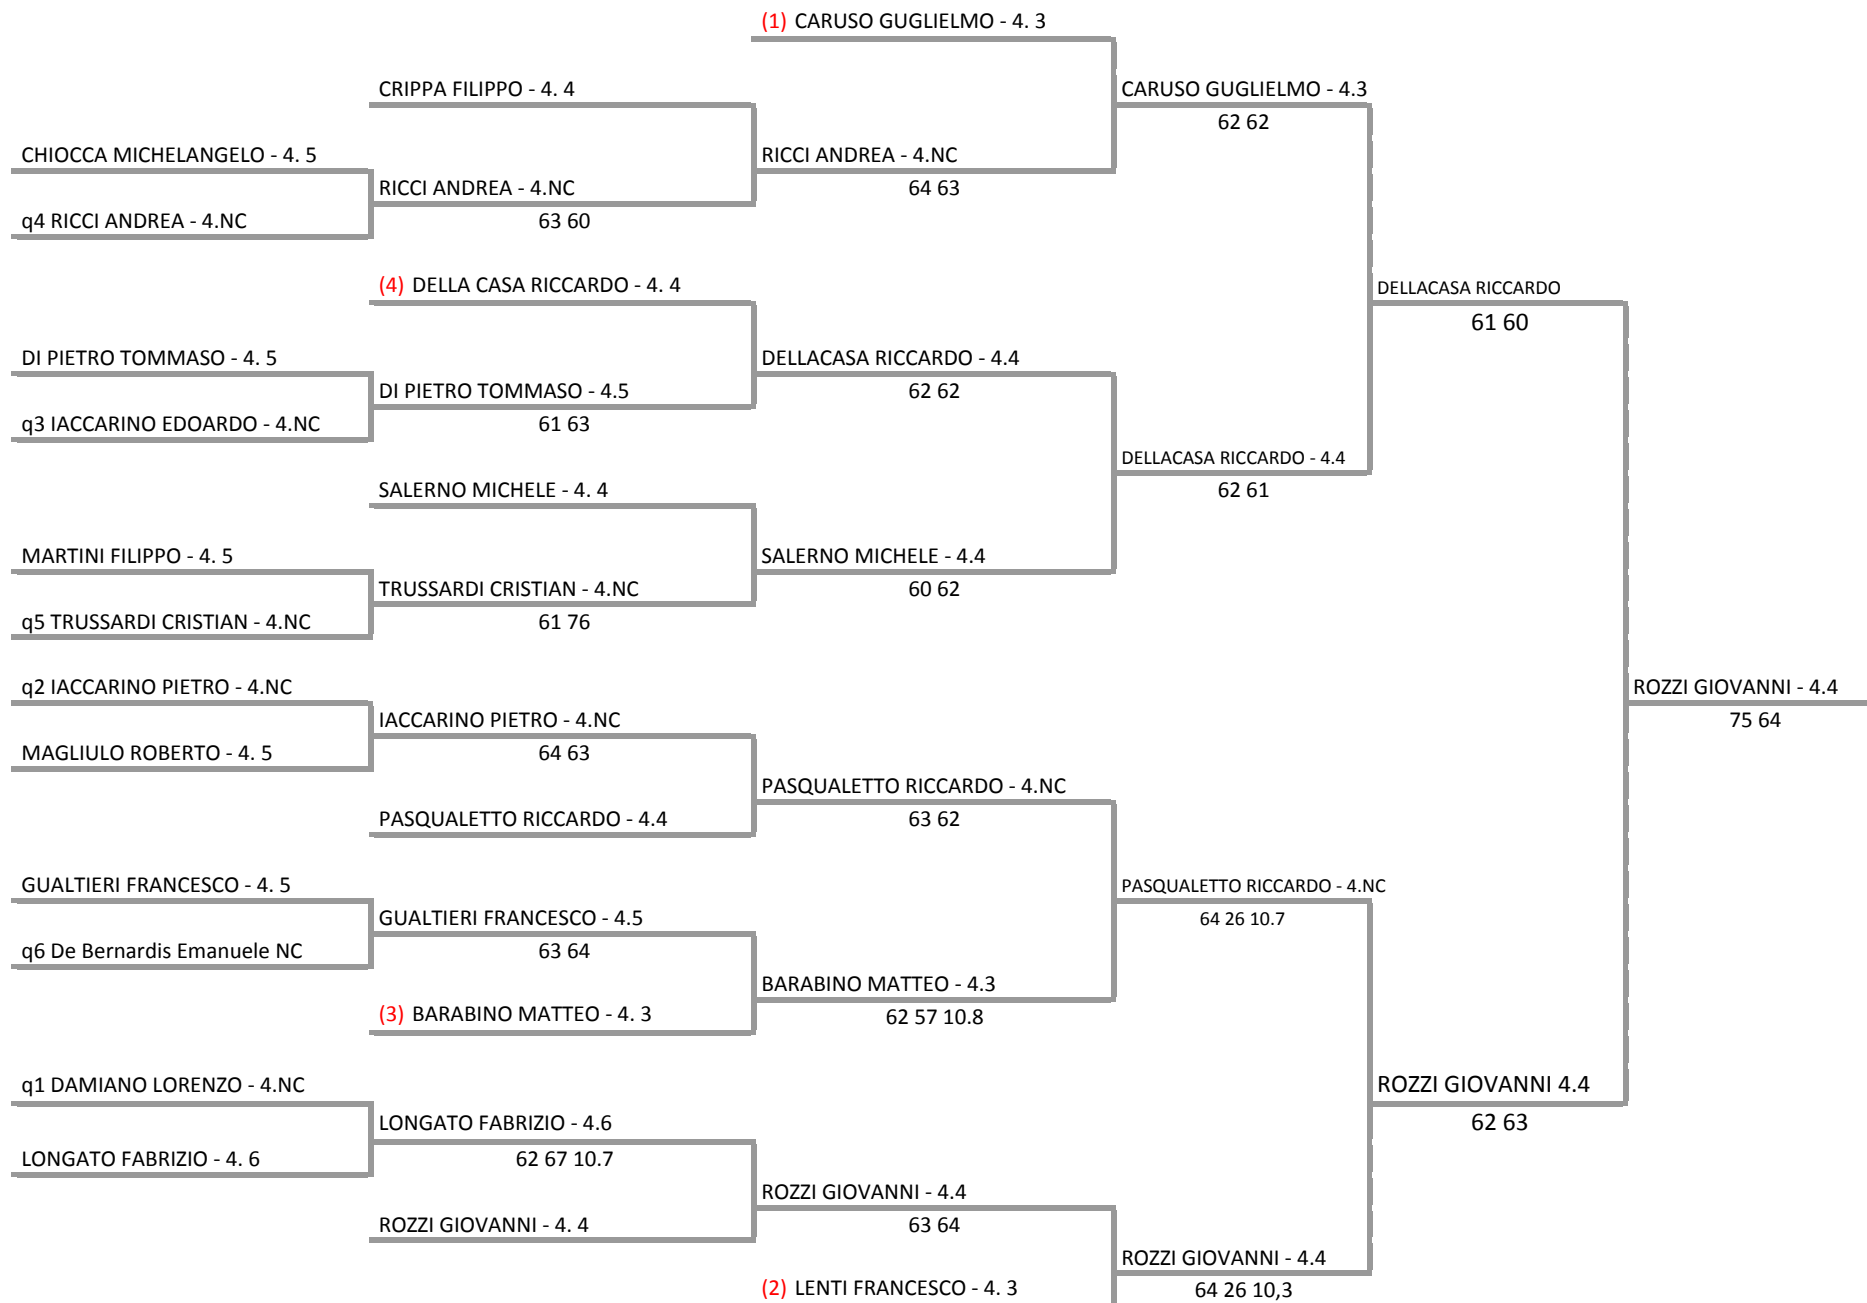 (1) CARUSO GUGLIELMO - 4. 3
CRIPPA FILIPPO - 4. 4
CARUSO GUGLIELMO - 4.3
62 62
CHIOCCA MICHELANGELO - 4. 5
RICCI ANDREA - 4.NC
64 63
RICCI ANDREA - 4.NC
63 60
q4 RICCI ANDREA - 4.NC
(4) DELLA CASA RICCARDO - 4. 4
DELLACASA RICCARDO
61 60
DI PIETRO TOMMASO - 4. 5
DELLACASA RICCARDO - 4.4
62 62
DI PIETRO TOMMASO - 4.5
61 63
q3 IACCARINO EDOARDO - 4.NC
DELLACASA RICCARDO - 4.4
62 61
SALERNO MICHELE - 4. 4
MARTINI FILIPPO - 4. 5
SALERNO MICHELE - 4.4
60 62
TRUSSARDI CRISTIAN - 4.NC
61 76
q5 TRUSSARDI CRISTIAN - 4.NC
q2 IACCARINO PIETRO - 4.NC
ROZZI GIOVANNI - 4.4
75 64
IACCARINO PIETRO - 4.NC
64 63
MAGLIULO ROBERTO - 4. 5
PASQUALETTO RICCARDO - 4.NC
63 62
PASQUALETTO RICCARDO - 4.4
GUALTIERI FRANCESCO - 4. 5
PASQUALETTO RICCARDO - 4.NC
64 26 10.7
GUALTIERI FRANCESCO - 4.5
63 64
q6 De Bernardis Emanuele NC
BARABINO MATTEO - 4.3
62 57 10.8
(3) BARABINO MATTEO - 4. 3
q1 DAMIANO LORENZO - 4.NC
ROZZI GIOVANNI 4.4
62 63
LONGATO FABRIZIO - 4.6
62 67 10.7
LONGATO FABRIZIO - 4. 6
ROZZI GIOVANNI - 4.4
63 64
ROZZI GIOVANNI - 4. 4
ROZZI GIOVANNI - 4.4
64 26 10,3
(2) LENTI FRANCESCO - 4. 3